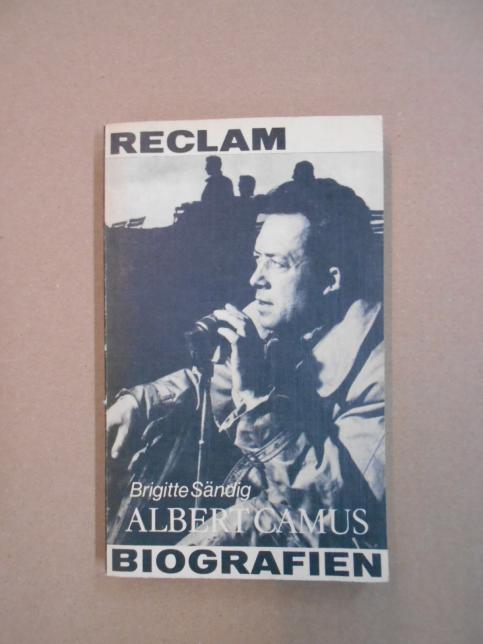 RECLAM
Brigitte Sändig
ALBERT CAMUS
BIOGRAFIEN